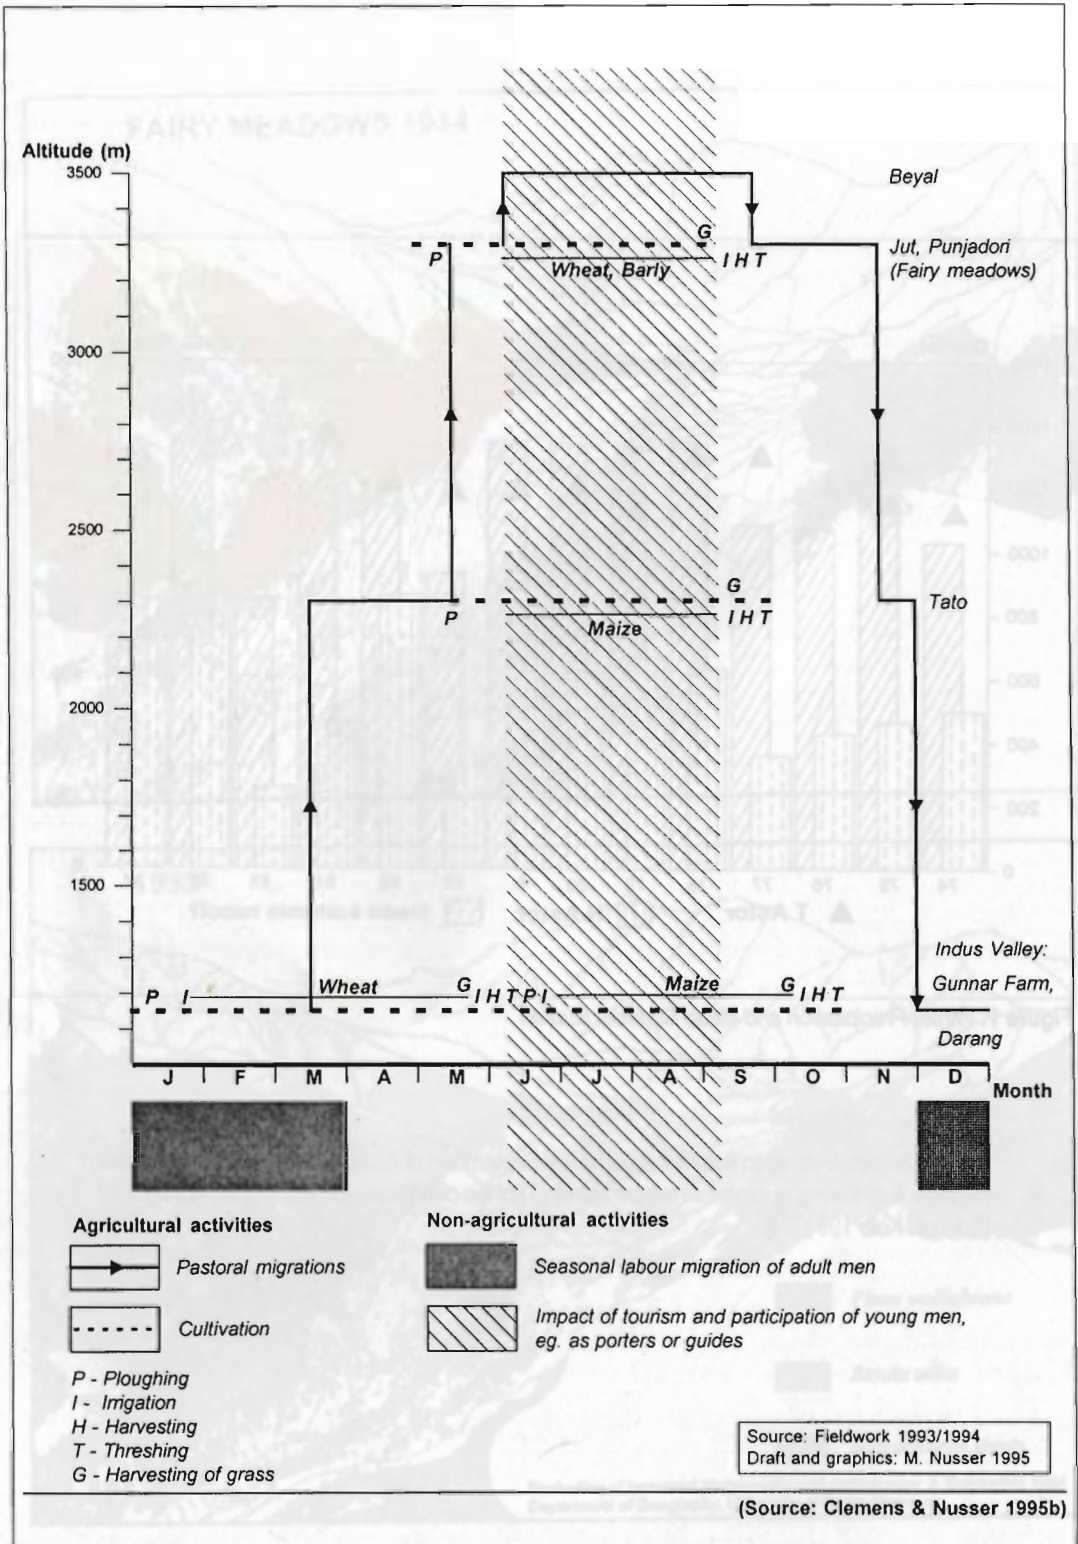 FAIRY MEADOWS 1934
Altitude (m)
3500
Beyal
G
P
Wheat, Barly
I H T
Jut, Punjadori
(Fairy meadows)
3000
2500
G
Tato
P
Maize
I H T
2000
1500
P I Wheat G I H T P I Maize G I H T
Indus Valley:
Gunnar Farm,
Darang
J F M A M J J A S O N D
Month
Agricultural activities
Pastoral migrations
Cultivation
P - Ploughing
I - Irrigation
H - Harvesting
T - Threshing
G - Harvesting of grass
Non-agricultural activities
Seasonal labour migration of adult men
Impact of tourism and participation of young men,
eg. as porters or guides
Source: Fieldwork 1993/1994
Draft and graphics: M. Nusser 1995
(Source: Clemens & Nusser 1995b)